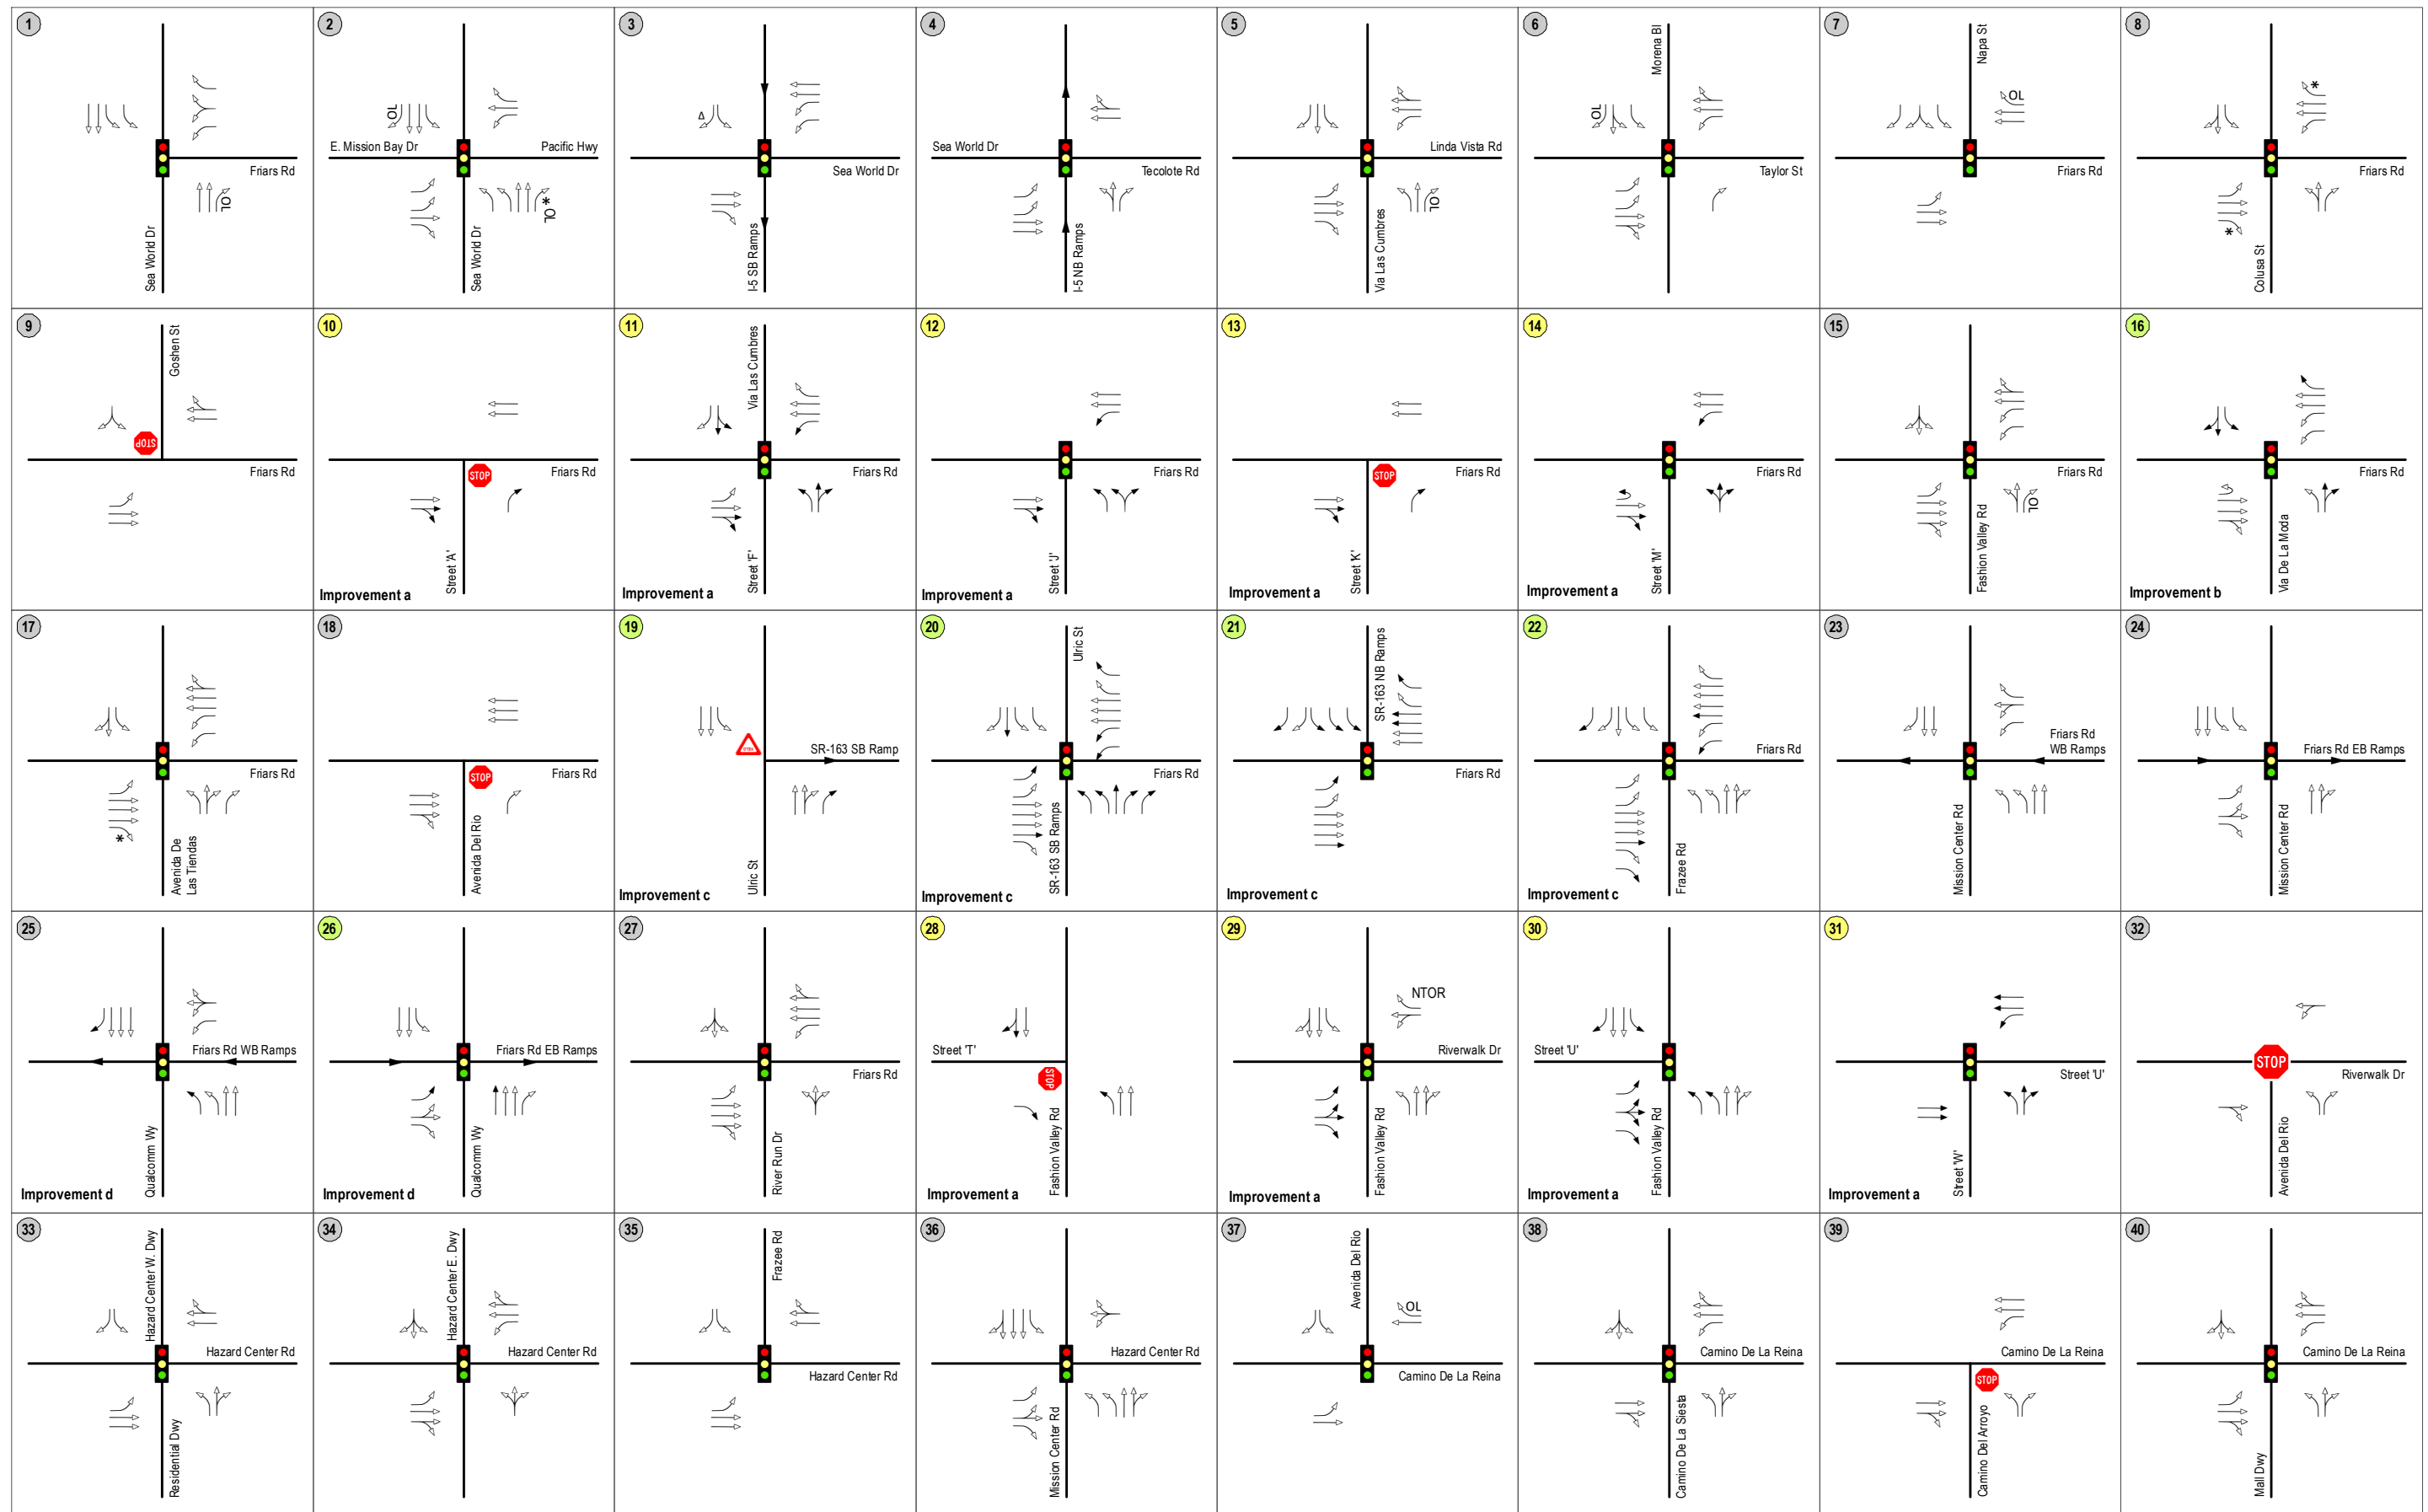 1
Friars Rd
Sea World Dr
OL
2
OL
E. Mission Bay Dr
Pacific Hwy
Sea World Dr
* OL
3
Sea World Dr
I-5 SB Ramps
4
Sea World Dr
Tecolote Rd
I-5 NB Ramps
5
Linda Vista Rd
Via Las Cumbres
OL
6
Morena Bl
OL
Taylor St
7
Napa St
OL
Friars Rd
8
*
Friars Rd
*
Colusa St
9
Goshen St
STOP
Friars Rd
10
STOP
Friars Rd
Street 'A'
Improvement a
11
Via Las Cumbres
Friars Rd
Street 'F'
Improvement a
12
Friars Rd
Street 'J'
Improvement a
13
STOP
Friars Rd
Street 'K'
Improvement a
14
Friars Rd
Street 'M'
Improvement a
15
Friars Rd
Fashion Valley Rd
OL
16
Friars Rd
Via De La Moda
Improvement b
17
Friars Rd
*
Avenida De
Las Tiendas
18
STOP
Friars Rd
Avenida Del Rio
19
SR-163 SB Ramp
Ulric St
Improvement c
20
Ulric St
Friars Rd
SR-163 SB Ramps
Improvement c
21
SR-163 NB Ramps
Friars Rd
Improvement c
22
Friars Rd
Frazee Rd
Improvement c
23
Friars Rd
WB Ramps
Mission Center Rd
24
Friars Rd EB Ramps
Mission Center Rd
25
Friars Rd WB Ramps
Qualcomm Wy
Improvement d
26
Friars Rd EB Ramps
Qualcomm Wy
Improvement d
27
Friars Rd
River Run Dr
28
Street 'T'
STOP
Fashion Valley Rd
Improvement a
29
NTOR
Riverwalk Dr
Fashion Valley Rd
Improvement a
30
Street 'U'
Fashion Valley Rd
Improvement a
31
Street 'U'
Street 'W'
Improvement a
32
STOP
Riverwalk Dr
Avenida Del Rio
33
Hazard Center W. Dwy
Hazard Center Rd
Residential Dwy
34
Hazard Center E. Dwy
Hazard Center Rd
35
Frazee Rd
Hazard Center Rd
36
Hazard Center Rd
Mission Center Rd
37
Avenida Del Rio
OL
Camino De La Reina
38
Camino De La Reina
Camino De La Siesta
39
Camino De La Reina
STOP
Camino Del Arroyo
40
Camino De La Reina
Mall Dwy